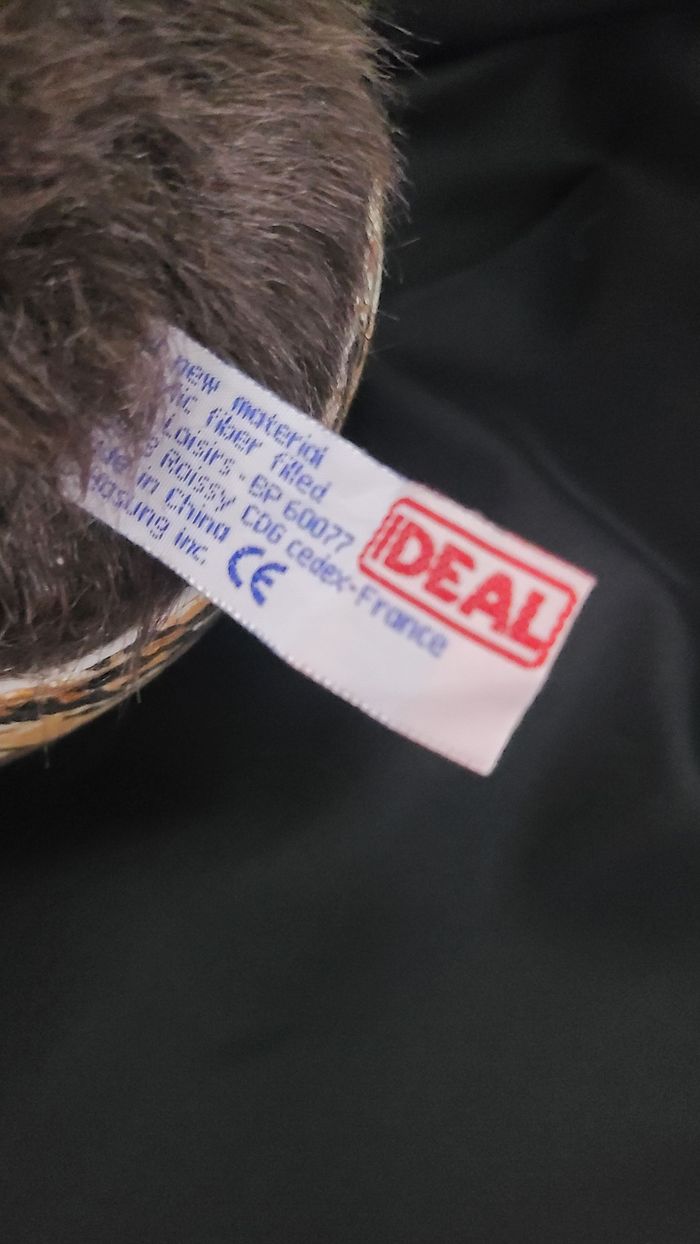 new material
fiber filled
Loisirs - BP 60077
Roissy CDG cedex-France
in China
inc.
CE
IDEAL